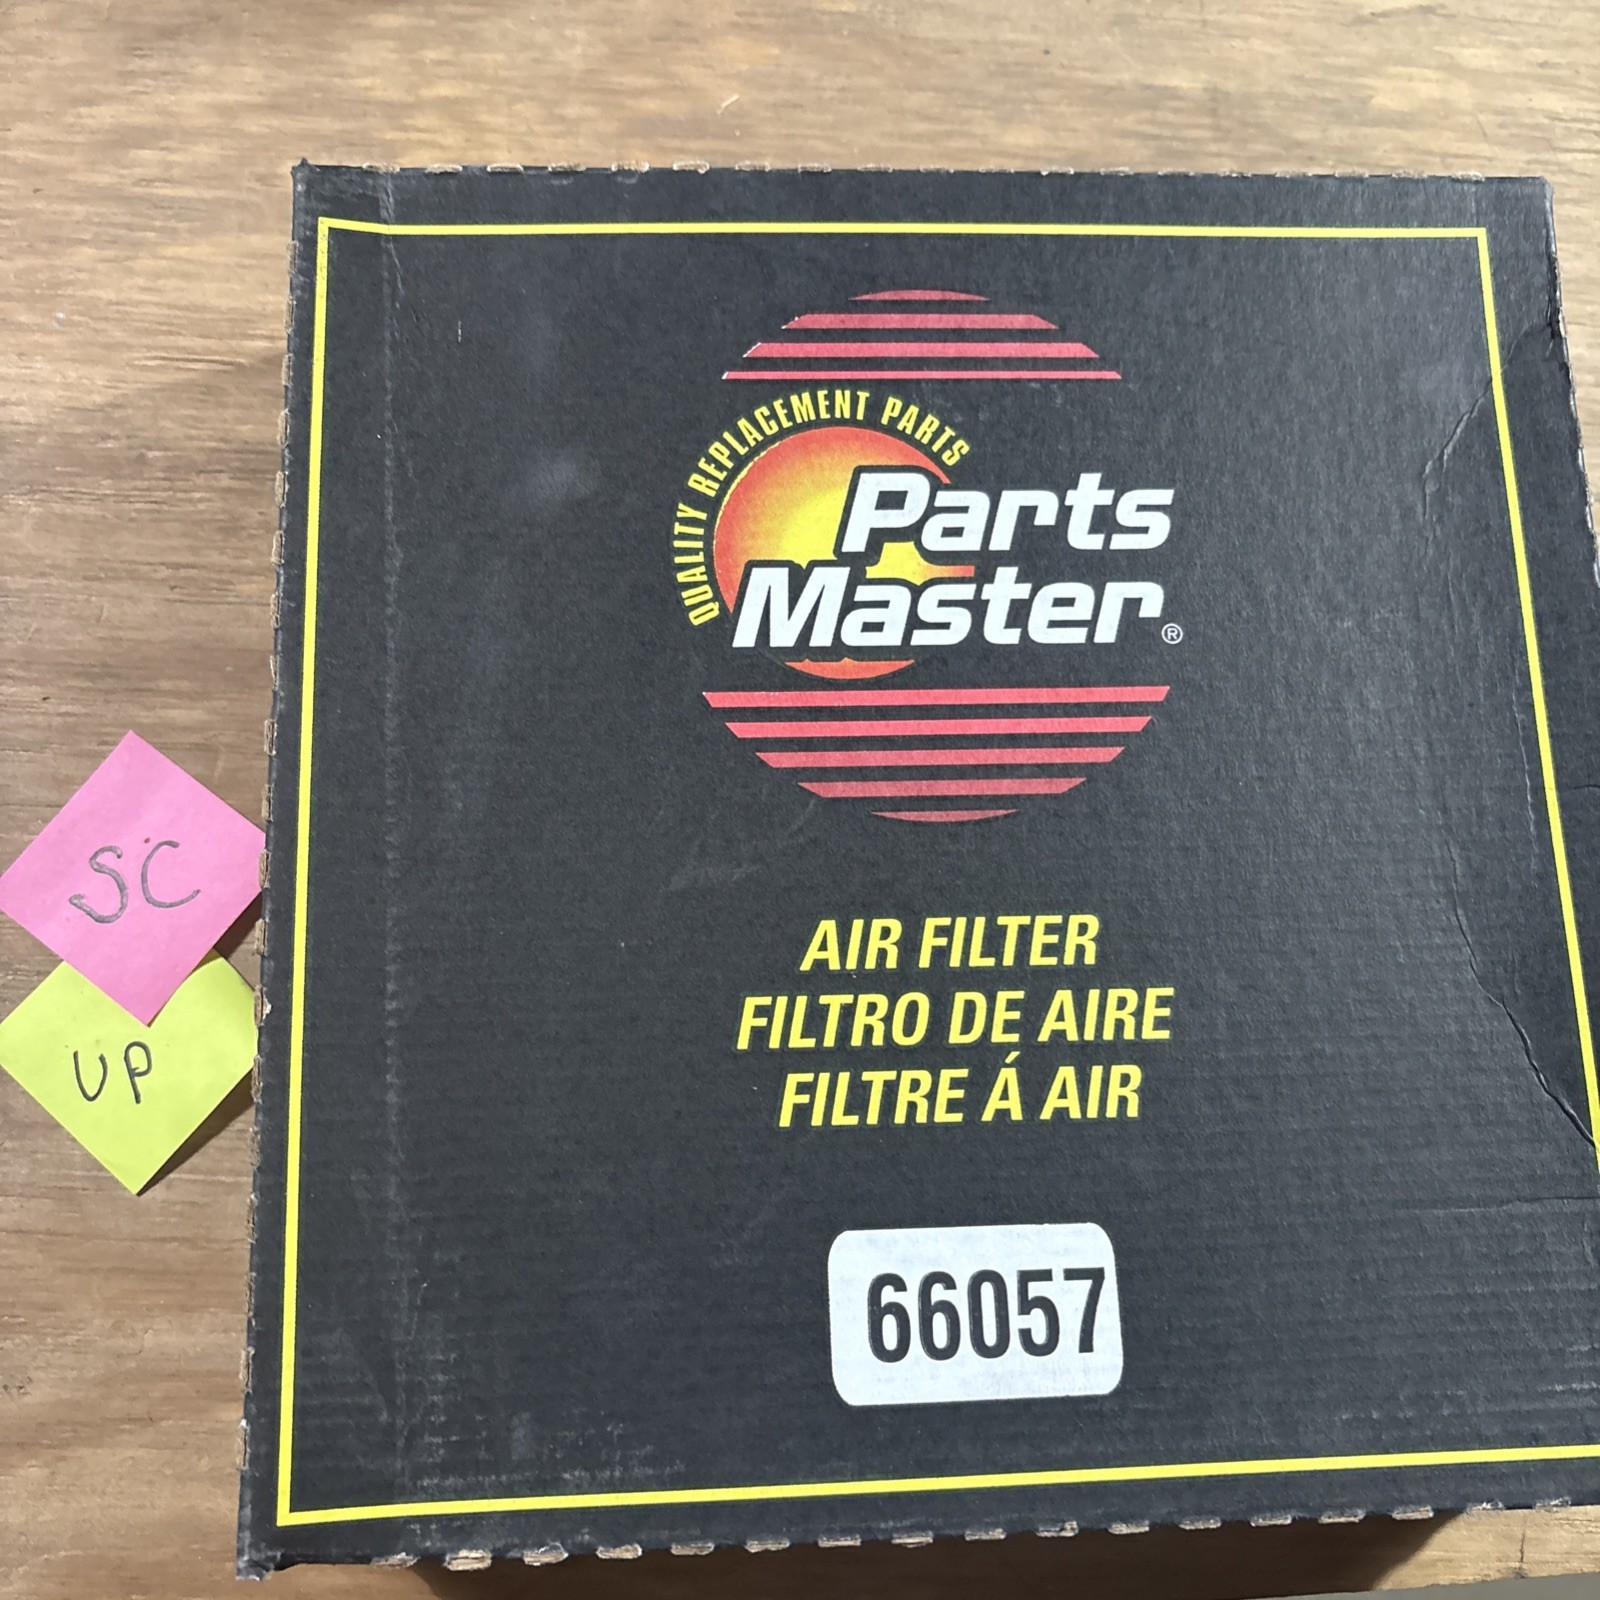 QUALITY REPLACEMENT PARTS
Parts
Master®
SC
UP
AIR FILTER
FILTRO DE AIRE
FILTRE Á AIR
66057